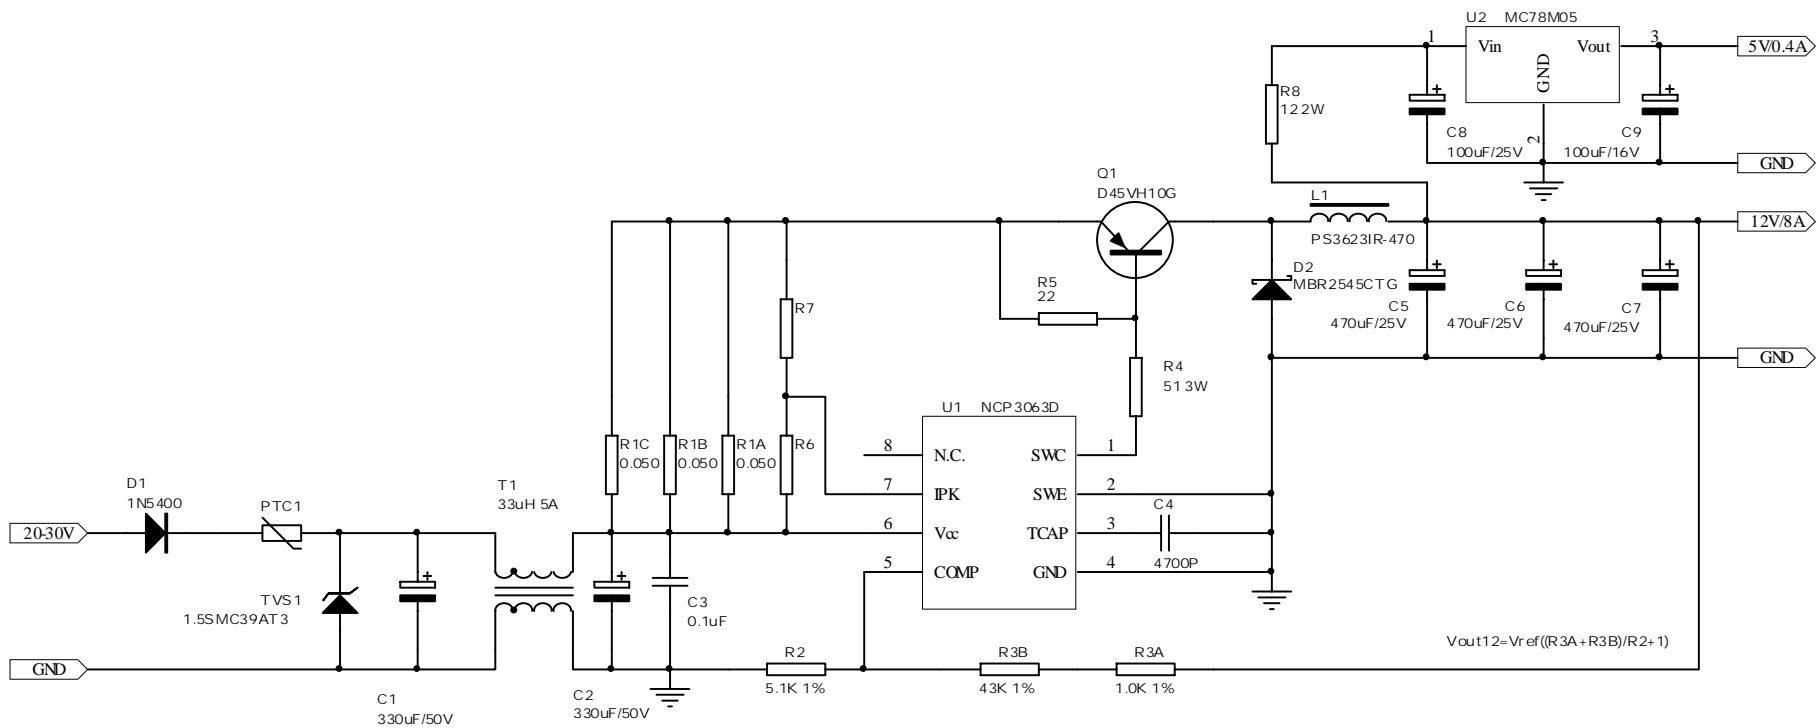 U2 MC78M05
1
Vin
Vout
GND
3
2
5V/0.4A
R8
12 2W
C8
100uF/25V
C9
100uF/16V
GND
Q1
D45VH10G
L1
PS3623IR-470
12V/8A
R5
22
D2
MBR2545CTG
R7
C5
470uF/25V
C6
470uF/25V
C7
470uF/25V
GND
R4
51 3W
U1 NCP3063D
R1C
0.050
R1B
0.050
R1A
0.050
R6
8
N.C.
SWC
1
7
IPK
SWE
2
6
Vcc
TCAP
3
5
COMP
GND
4
C4
4700P
D1
1N5400
PTC1
T1
33uH 5A
20-30V
TVS1
1.5SMC39AT3
C3
0.1uF
GND
C1
330uF/50V
C2
330uF/50V
R2
5.1K 1%
R3B
43K 1%
R3A
1.0K 1%
Vout12=Vref((R3A+R3B)/R2+1)